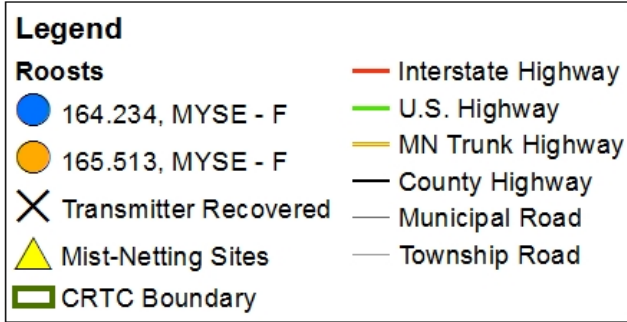 Legend
Roosts
164.234, MYSE - F
165.513, MYSE - F
Transmitter Recovered
Mist-Netting Sites
CRTC Boundary
Interstate Highway
U.S. Highway
MN Trunk Highway
County Highway
Municipal Road
Township Road